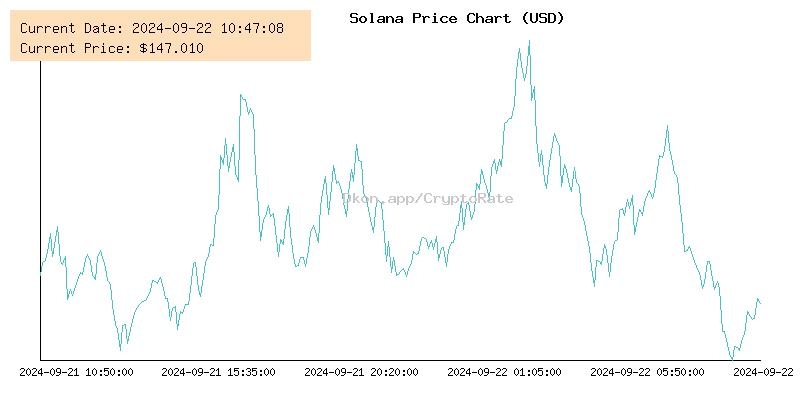 Solana Price Chart (USD)
Current Date: 2024-09-22 10:47:08
Current Price: $147.010
Ukon.app/CryptoRate
2024-09-21 10:50:00 2024-09-21 15:35:00 2024-09-21 20:20:00 2024-09-22 01:05:00 2024-09-22 05:50:00 2024-09-22